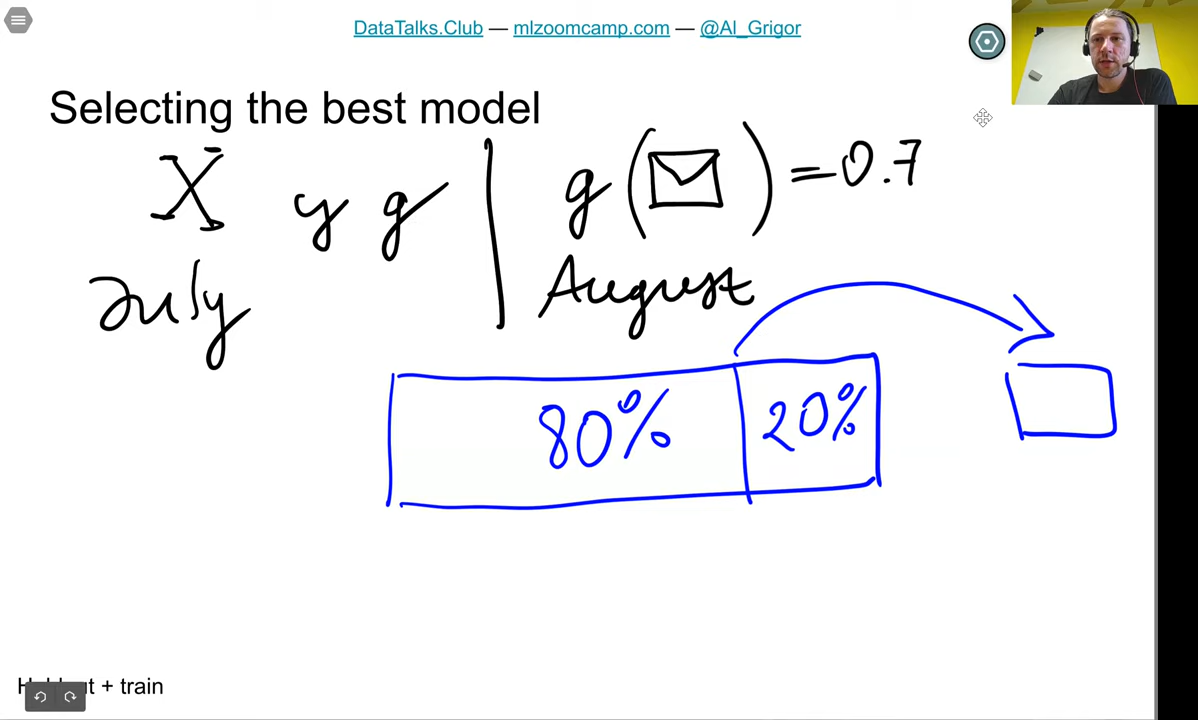 DataTalks.Club — mlzoomcamp.com — @Al_Grigor
Selecting the best model
X y g | g( ) = 0.7
July August
80% 20%
+ train